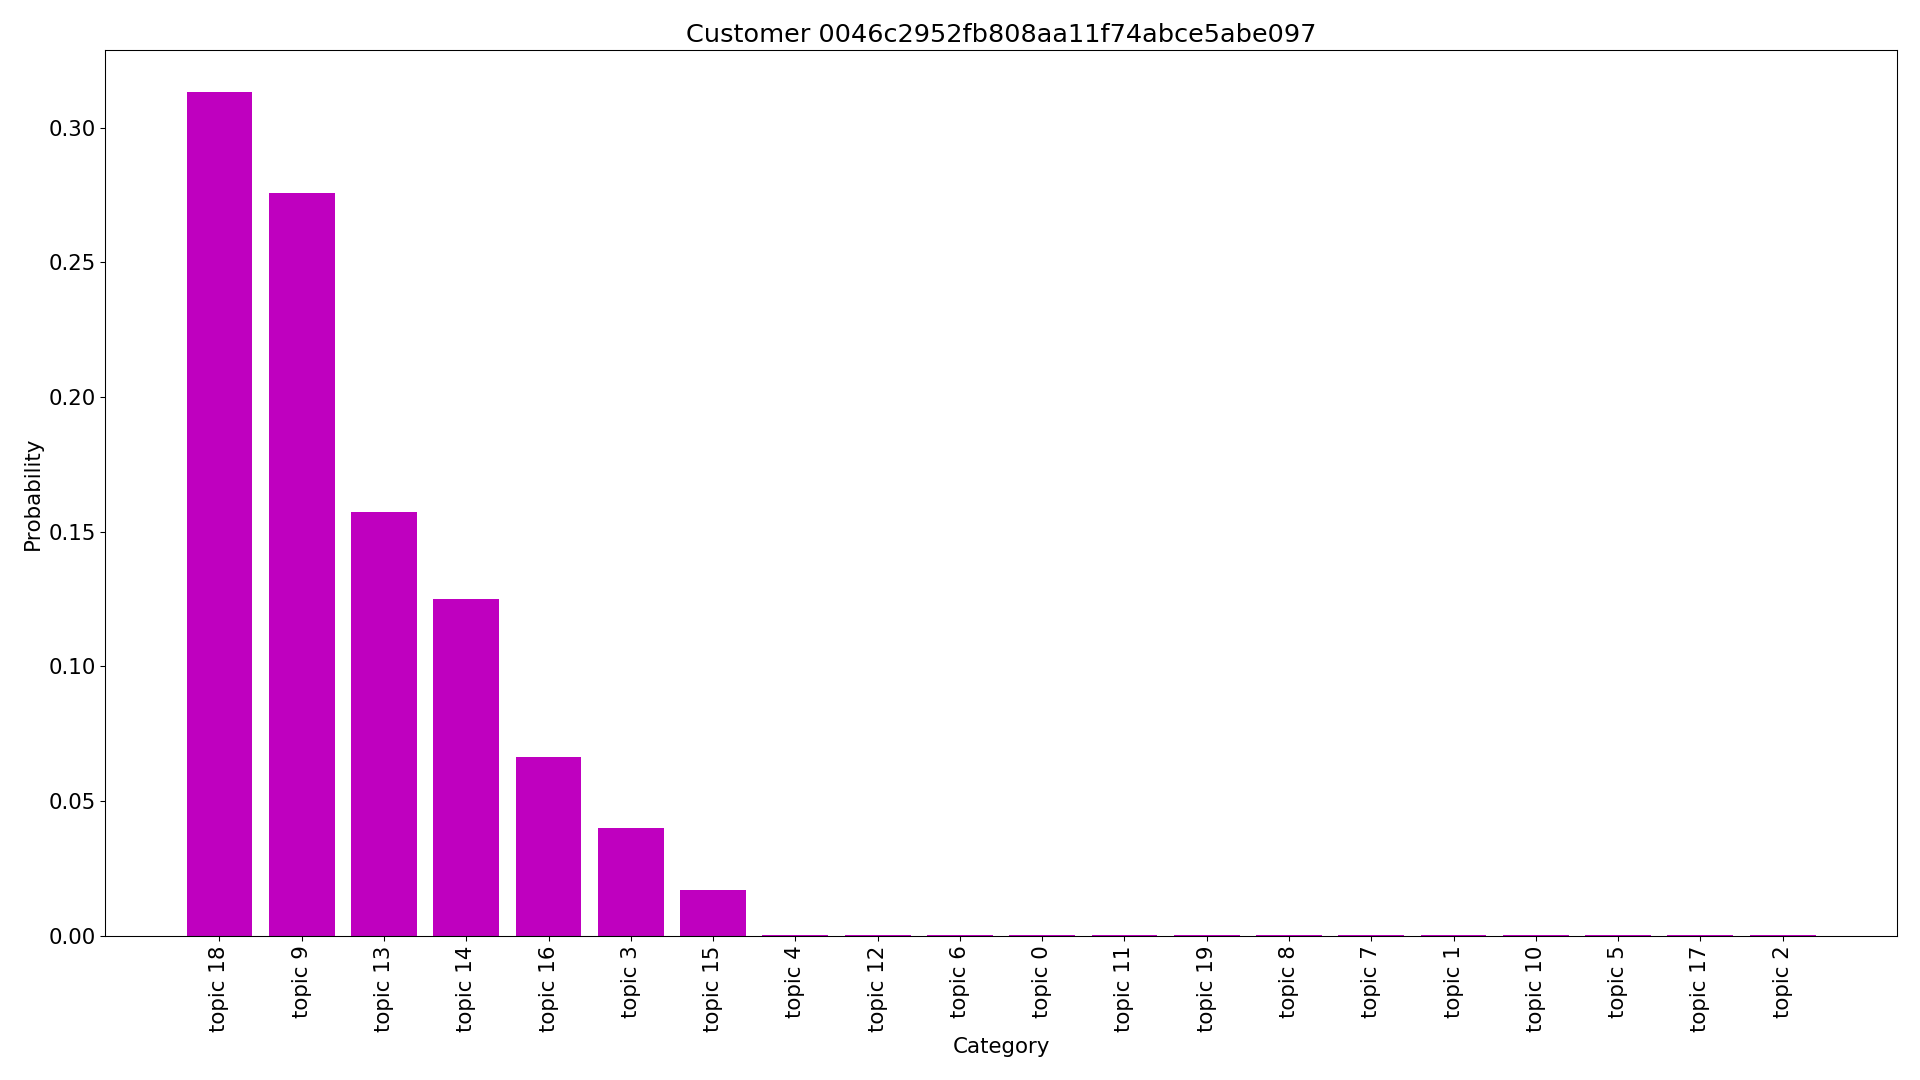 Customer 0046c2952fb808aa11f74abce5abe097
Probability
0.30
0.25
0.20
0.15
0.10
0.05
0.00
topic 18
topic 9
topic 13
topic 14
topic 16
topic 3
topic 15
topic 4
topic 12
topic 6
topic 0
topic 11
topic 19
topic 8
topic 7
topic 1
topic 10
topic 5
topic 17
topic 2
Category